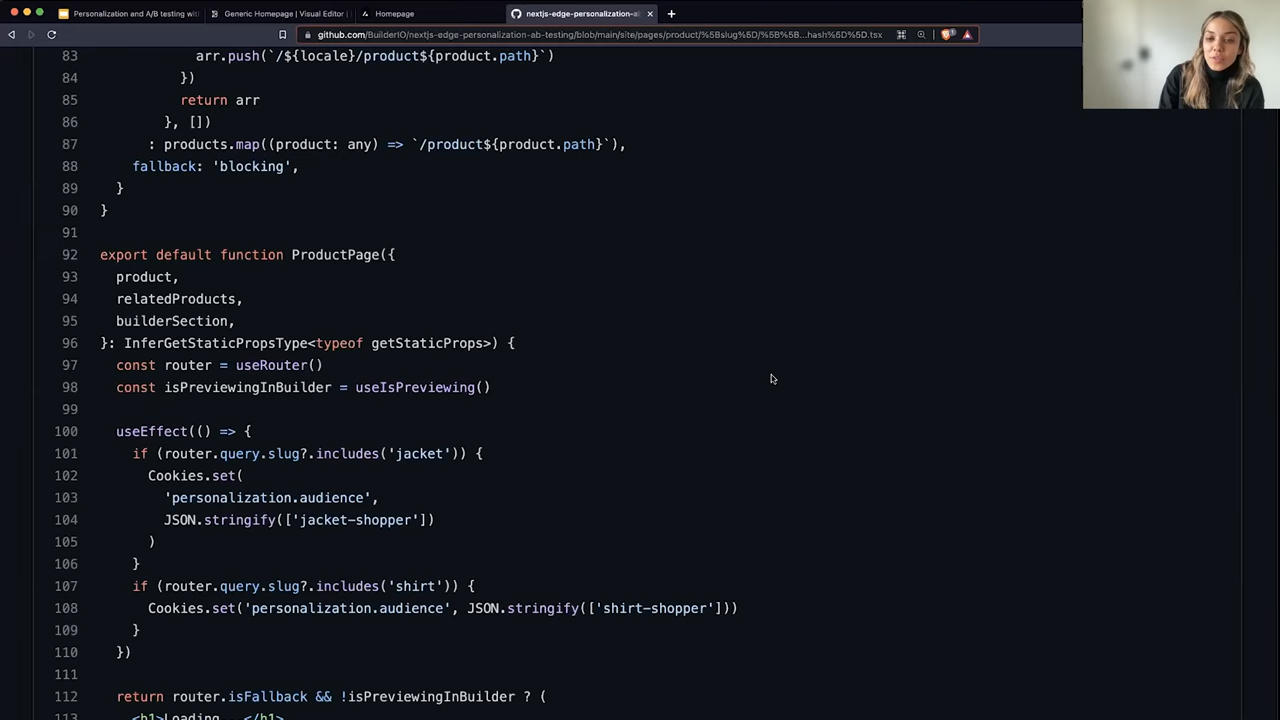 Personalization and A/B testing wit
Generic Homepage | Visual Editor |
Homepage
nextjs-edge-personalization-a
github.com/BuilderIO/nextjs-edge-personalization-ab-testing/blob/main/site/pages/product/%5Bslug%5D/%5B%5B...hash%5D%5D.tsx
83 arr.push(`/${locale}/product${product.path}`)
84 })
85 return arr
86 }, [])
87 : products.map((product: any) => `/product${product.path}`),
88 fallback: 'blocking',
89 }
90 }
91
92 export default function ProductPage({
93 product,
94 relatedProducts,
95 builderSection,
96 }: InferGetStaticPropsType<typeof getStaticProps>) {
97 const router = useRouter()
98 const isPreviewingInBuilder = useIsPreviewing()
99
100 useEffect(() => {
101 if (router.query.slug?.includes('jacket')) {
102 Cookies.set(
103 'personalization.audience',
104 JSON.stringify(['jacket-shopper'])
105 )
106 }
107 if (router.query.slug?.includes('shirt')) {
108 Cookies.set('personalization.audience', JSON.stringify(['shirt-shopper']))
109 }
110 })
111
112 return router.isFallback && !isPreviewingInBuilder ? (
113 <h1>Loading...</h1>